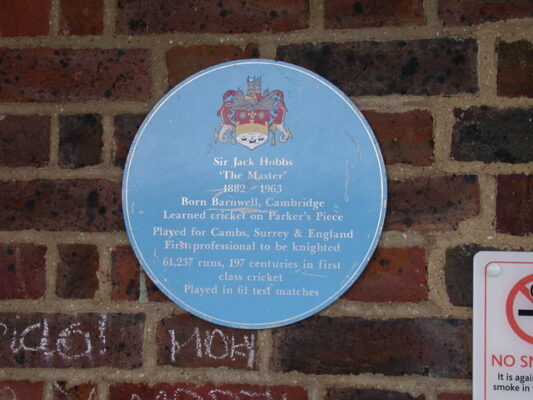 Sir Jack Hobbs
'The Master'
1882 - 1963
Born Barnwell, Cambridge
Learned cricket on Parker's Piece
Played for Cambs, Surrey & England
First professional to be knighted
61,237 runs, 197 centuries in first
class cricket
Played in 61 test matches
NO SM
It is again
smoke in